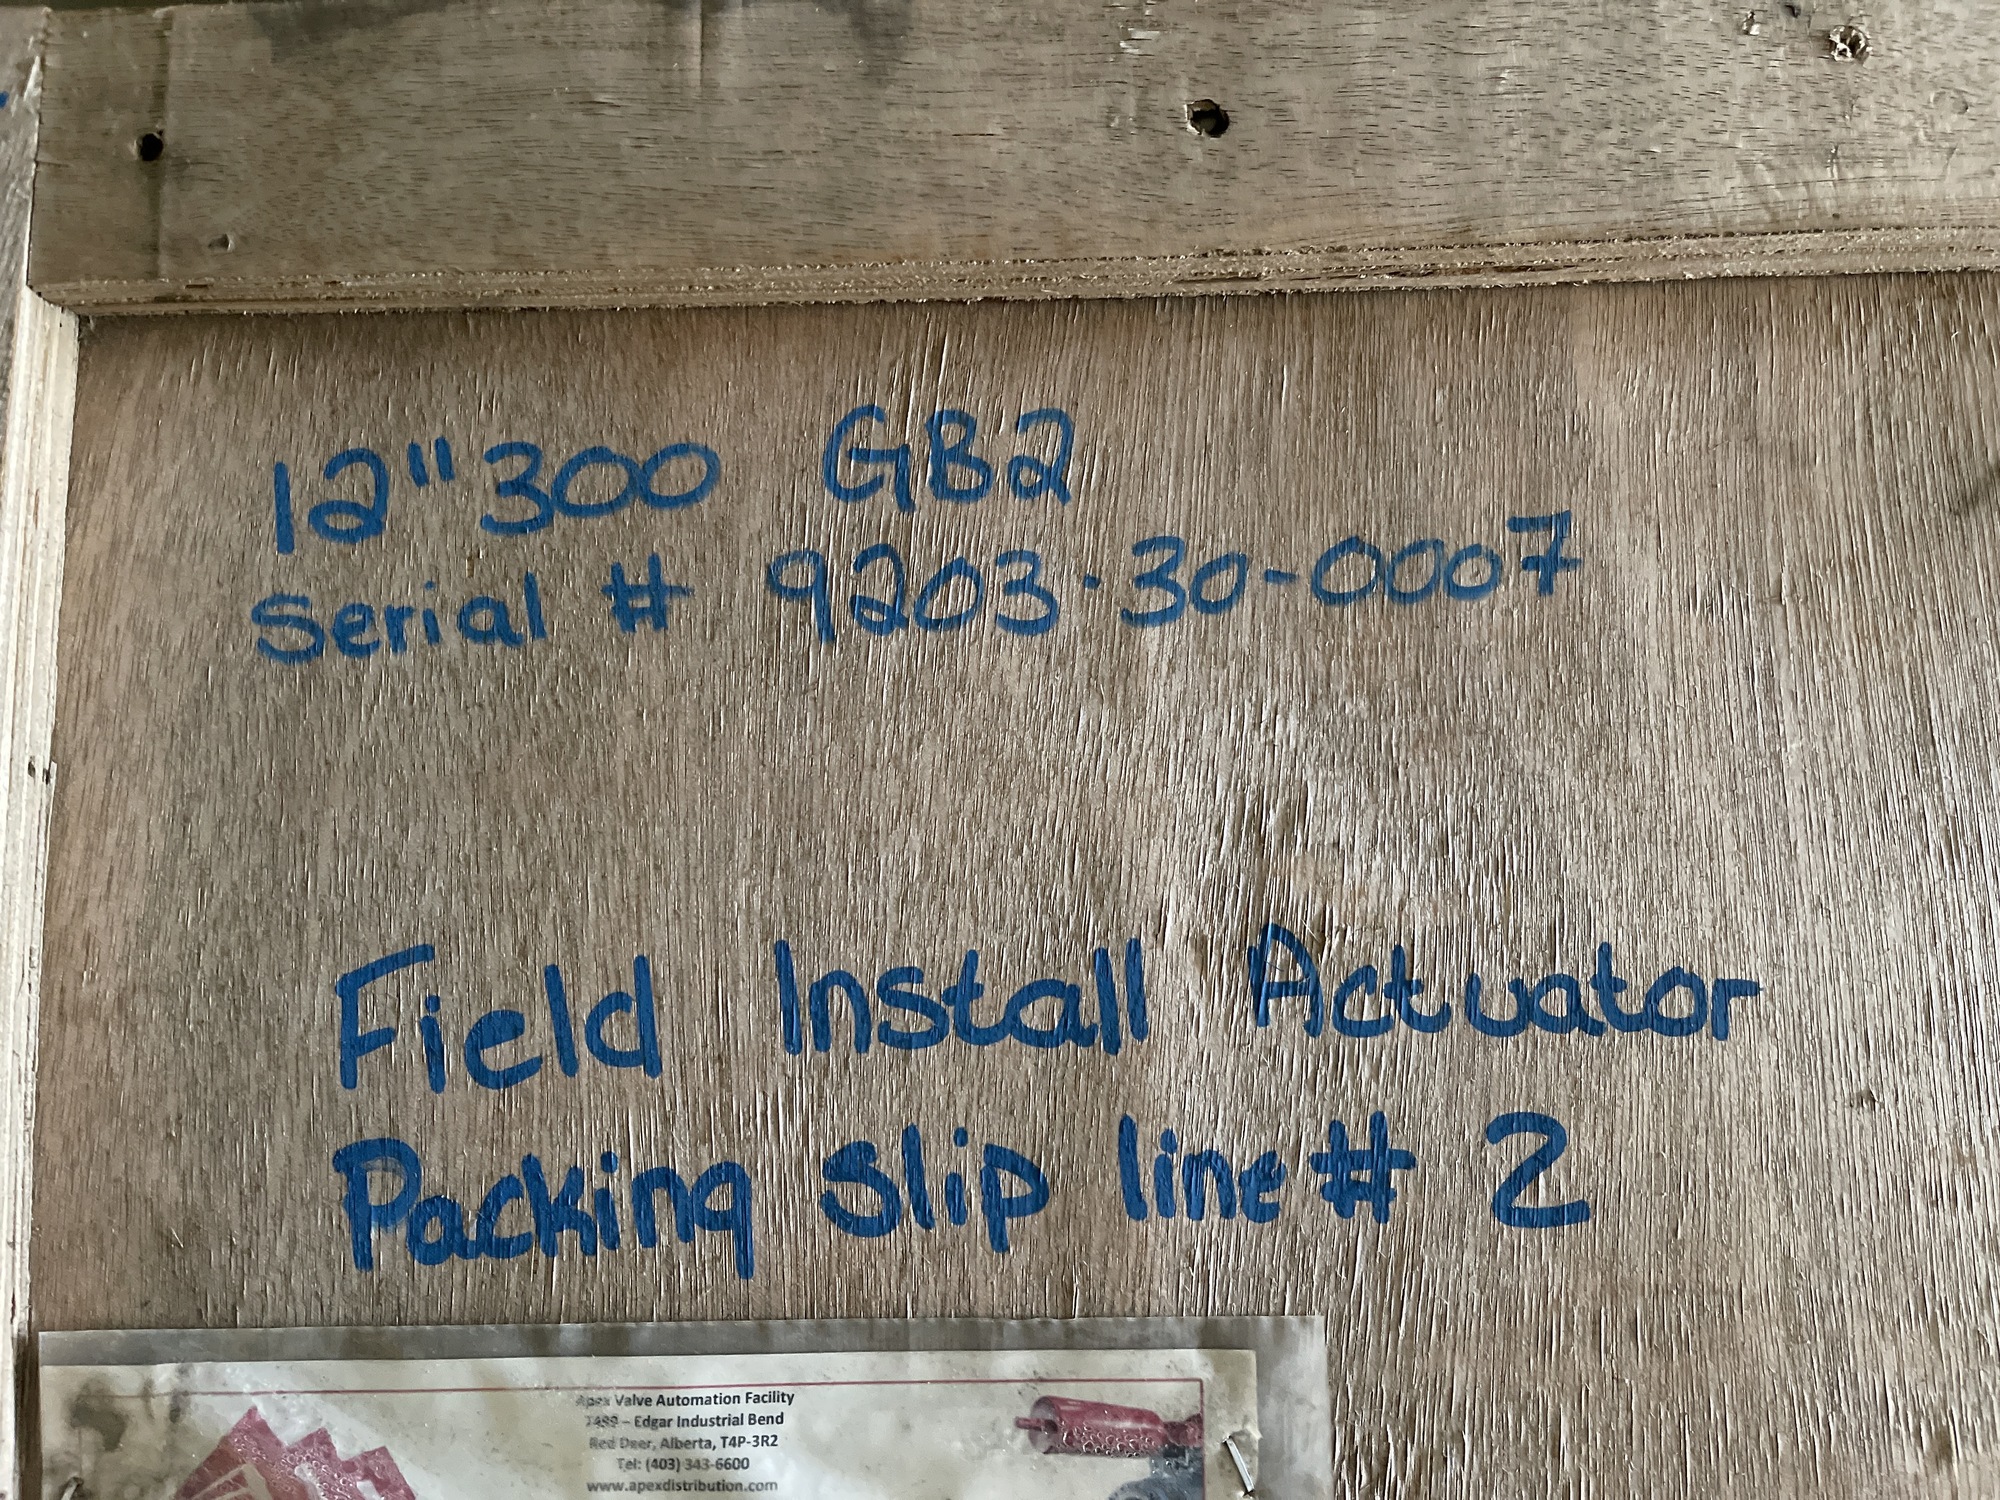 12" 300 GB2
Serial # 9203-30-0007
Field Install Actuator
Packing Slip line# 2
Apex Valve Automation Facility
7499 – Edgar Industrial Bend
Red Deer, Alberta, T4P-3R2
Tel: (403) 343-6600
www.apexdistribution.com